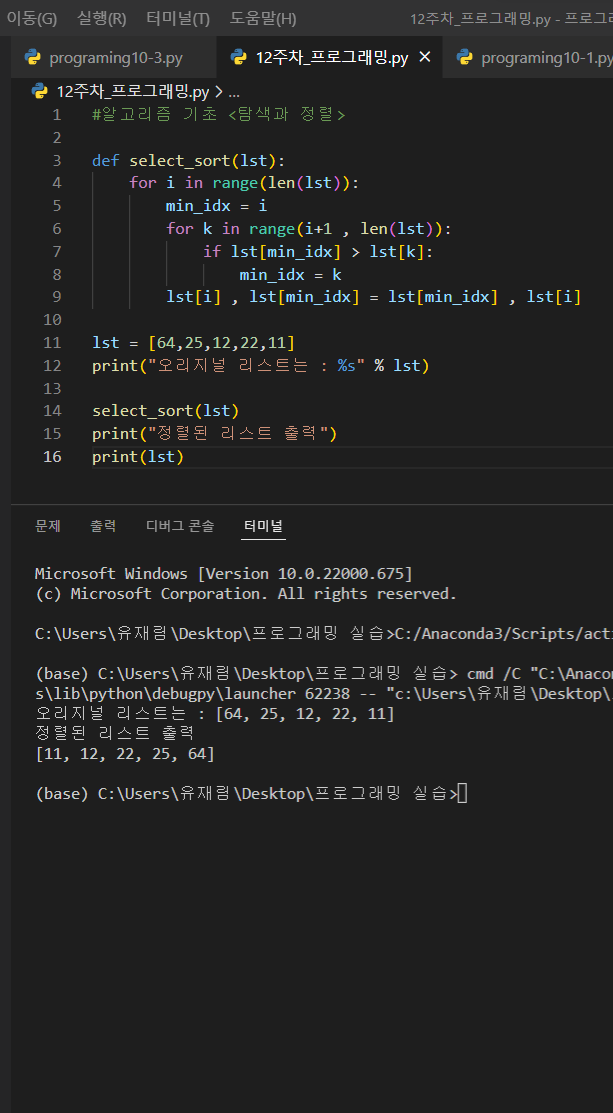 이동(G) 실행(R) 터미널(T) 도움말(H) 12주차_프로그래밍.py - 프로그
programing10-3.py 12주차_프로그래밍.py × programing10-1.py
12주차_프로그래밍.py > ...
1 #알고리즘 기초 <탐색과 정렬>
2
3 def select_sort(lst):
4 for i in range(len(lst)):
5 min_idx = i
6 for k in range(i+1 , len(lst)):
7 if lst[min_idx] > lst[k]:
8 min_idx = k
9 lst[i] , lst[min_idx] = lst[min_idx] , lst[i]
10
11 lst = [64,25,12,22,11]
12 print("오리지널 리스트는 : %s" % lst)
13
14 select_sort(lst)
15 print("정렬된 리스트 출력")
16 print(lst)
문제 출력 디버그 콘솔 터미널
Microsoft Windows [Version 10.0.22000.675]
(c) Microsoft Corporation. All rights reserved.
C:\Users\유재림\Desktop\프로그래밍 실습>C:/Anaconda3/Scripts/acti
(base) C:\Users\유재림\Desktop\프로그래밍 실습> cmd /C "C:\Anacon
s\lib\python\debugpy\launcher 62238 -- "c:\Users\유재림\Desktop\
오리지널 리스트는 : [64, 25, 12, 22, 11]
정렬된 리스트 출력
[11, 12, 22, 25, 64]
(base) C:\Users\유재림\Desktop\프로그래밍 실습>